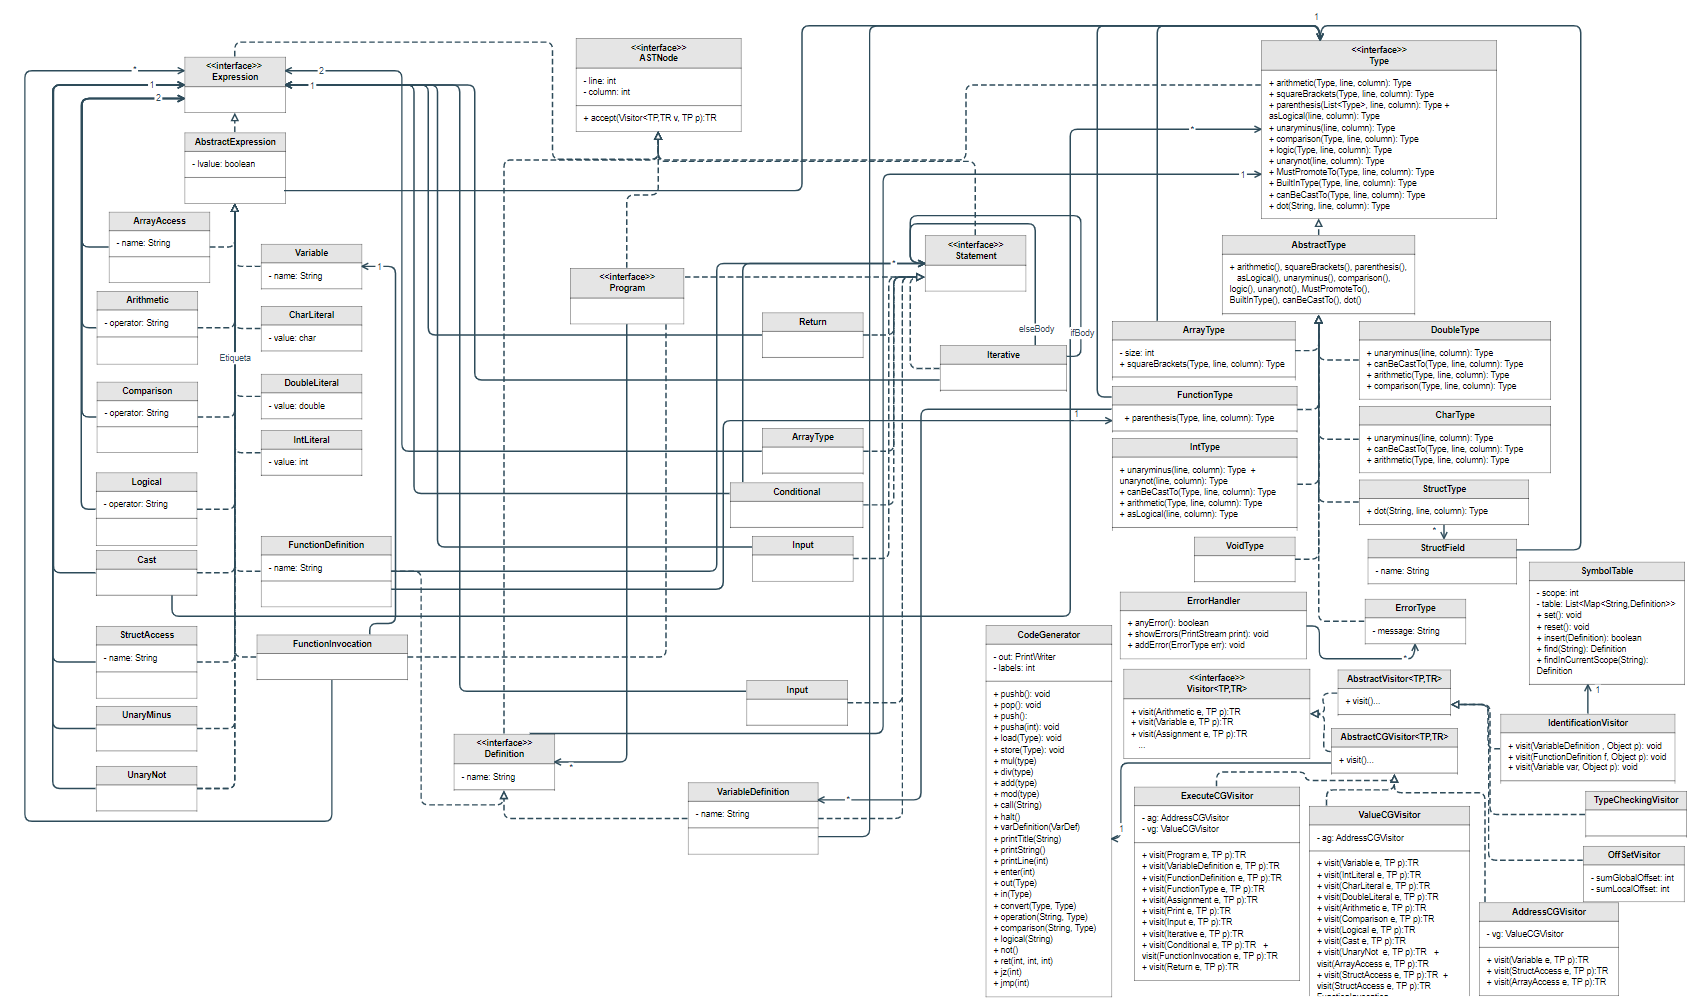 1
<<interface>>
ASTNode
- line: int
- column: int
+ accept(Visitor<TP,TR v, TP p):TR
<<interface>>
Expression
*
1
2
2
1
AbstractExpression
- lvalue: boolean
ArrayAccess
- name: String
Variable
- name: String
1
Arithmetic
- operator: String
CharLiteral
- value: char
Etiqueta
Comparison
- operator: String
DoubleLiteral
- value: double
IntLiteral
- value: int
Logical
- operator: String
Cast
FunctionDefinition
- name: String
StructAccess
- name: String
FunctionInvocation
UnaryMinus
UnaryNot
<<interface>>
Program
<<interface>>
Statement
*
Return
elseBody
ifBody
Iterative
ArrayType
Conditional
Input
Input
<<interface>>
Definition
- name: String
*
VariableDefinition
- name: String
*
<<interface>>
Type
+ arithmetic(Type, line, column): Type
+ squareBrackets(Type, line, column): Type
+ parenthesis(List<Type>, line, column): Type +
asLogical(line, column): Type
+ unaryminus(line, column): Type
+ comparison(Type, line, column): Type
+ logic(Type, line, column): Type
+ unarynot(line, column): Type
+ MustPromoteTo(Type, line, column): Type
+ BuiltInType(Type, line, column): Type
+ canBeCastTo(Type, line, column): Type
+ dot(String, line, column): Type
*
1
AbstractType
+ arithmetic(), squareBrackets(), parenthesis(),
asLogical(), unaryminus(), comparison(),
logic(), unarynot(), MustPromoteTo(),
BuiltInType(), canBeCastTo(), dot()
ArrayType
- size: int
+ squareBrackets(Type, line, column): Type
DoubleType
+ unaryminus(line, column): Type
+ canBeCastTo(Type, line, column): Type
+ arithmetic(Type, line, column): Type
+ comparison(Type, line, column): Type
FunctionType
+ parenthesis(Type, line, column): Type
1
CharType
+ unaryminus(line, column): Type
+ canBeCastTo(Type, line, column): Type
+ arithmetic(Type, line, column): Type
IntType
+ unaryminus(line, column): Type +
unarynot(line, column): Type
+ canBeCastTo(Type, line, column): Type
+ arithmetic(Type, line, column): Type
+ asLogical(line, column): Type
StructType
+ dot(String, line, column): Type
*
VoidType
StructField
- name: String
SymbolTable
- scope: int
- table: List<Map<String,Definition>>
+ set(): void
+ reset(): void
+ insert(Definition): boolean
+ find(String): Definition
+ findInCurrentScope(String):
Definition
1
ErrorHandler
+ anyError(): boolean
+ showErrors(PrintStream print): void
+ addError(ErrorType err): void
*
ErrorType
- message: String
CodeGenerator
- out: PrintWriter
- labels: int
+ pushb(): void
+ pop(): void
+ push():
+ pusha(int): void
+ load(Type): void
+ store(Type): void
+ mul(type)
+ div(type)
+ add(type)
+ mod(type)
+ call(String)
+ halt()
+ varDefinition(VarDef)
+ printTitle(String)
+ printString()
+ printLine(int)
+ enter(int)
+ out(Type)
+ in(Type)
+ convert(Type, Type)
+ operation(String, Type)
+ comparison(String, Type)
+ logical(String)
+ not()
+ ret(int, int, int)
+ jz(int)
+ jmp(int)
<<interface>>
Visitor<TP,TR>
+ visit(Arithmetic e, TP p):TR
+ visit(Variable e, TP p):TR
+ visit(Assignment e, TP p):TR
...
AbstractVisitor<TP,TR>
+ visit()...
AbstractCGVisitor<TP,TR>
+ visit()...
1
IdentificationVisitor
+ visit(VariableDefinition , Object p): void
+ visit(FunctionDefinition f, Object p): void
+ visit(Variable var, Object p): void
ExecuteCGVisitor
- ag: AddressCGVisitor
- vg: ValueCGVisitor
+ visit(Program e, TP p):TR
+ visit(VariableDefinition e, TP p):TR
+ visit(FunctionDefinition e, TP p):TR
+ visit(FunctionType e, TP p):TR
+ visit(Assignment e, TP p):TR
+ visit(Print e, TP p):TR
+ visit(Input e, TP p):TR
+ visit(Iterative e, TP p):TR
+ visit(Conditional e, TP p):TR +
visit(FunctionInvocation e, TP p):TR
+ visit(Return e, TP p):TR
ValueCGVisitor
- ag: AddressCGVisitor
+ visit(Variable e, TP p):TR
+ visit(IntLiteral e, TP p):TR
+ visit(CharLiteral e, TP p):TR
+ visit(DoubleLiteral e, TP p):TR
+ visit(Arithmetic e, TP p):TR
+ visit(Comparison e, TP p):TR
+ visit(Logical e, TP p):TR
+ visit(Cast e, TP p):TR
+ visit(UnaryNot e, TP p):TR +
visit(ArrayAccess e, TP p):TR
+ visit(StructAccess e, TP p):TR +
visit(StructAccess e, TP p):TR
TypeCheckingVisitor
OffSetVisitor
- sumGlobalOffset: int
- sumLocalOffset: int
AddressCGVisitor
- vg: ValueCGVisitor
+ visit(Variable e, TP p):TR
+ visit(StructAccess e, TP p):TR
+ visit(ArrayAccess e, TP p):TR